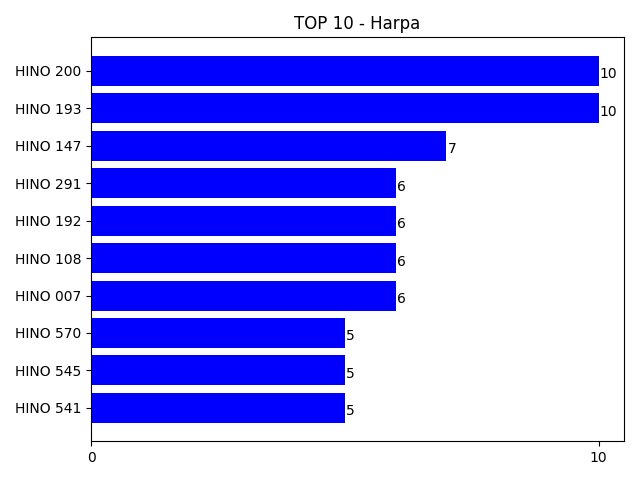 TOP 10 - Harpa
HINO 200 10
HINO 193 10
HINO 147 7
HINO 291 6
HINO 192 6
HINO 108 6
HINO 007 6
HINO 570 5
HINO 545 5
HINO 541 5
0 10